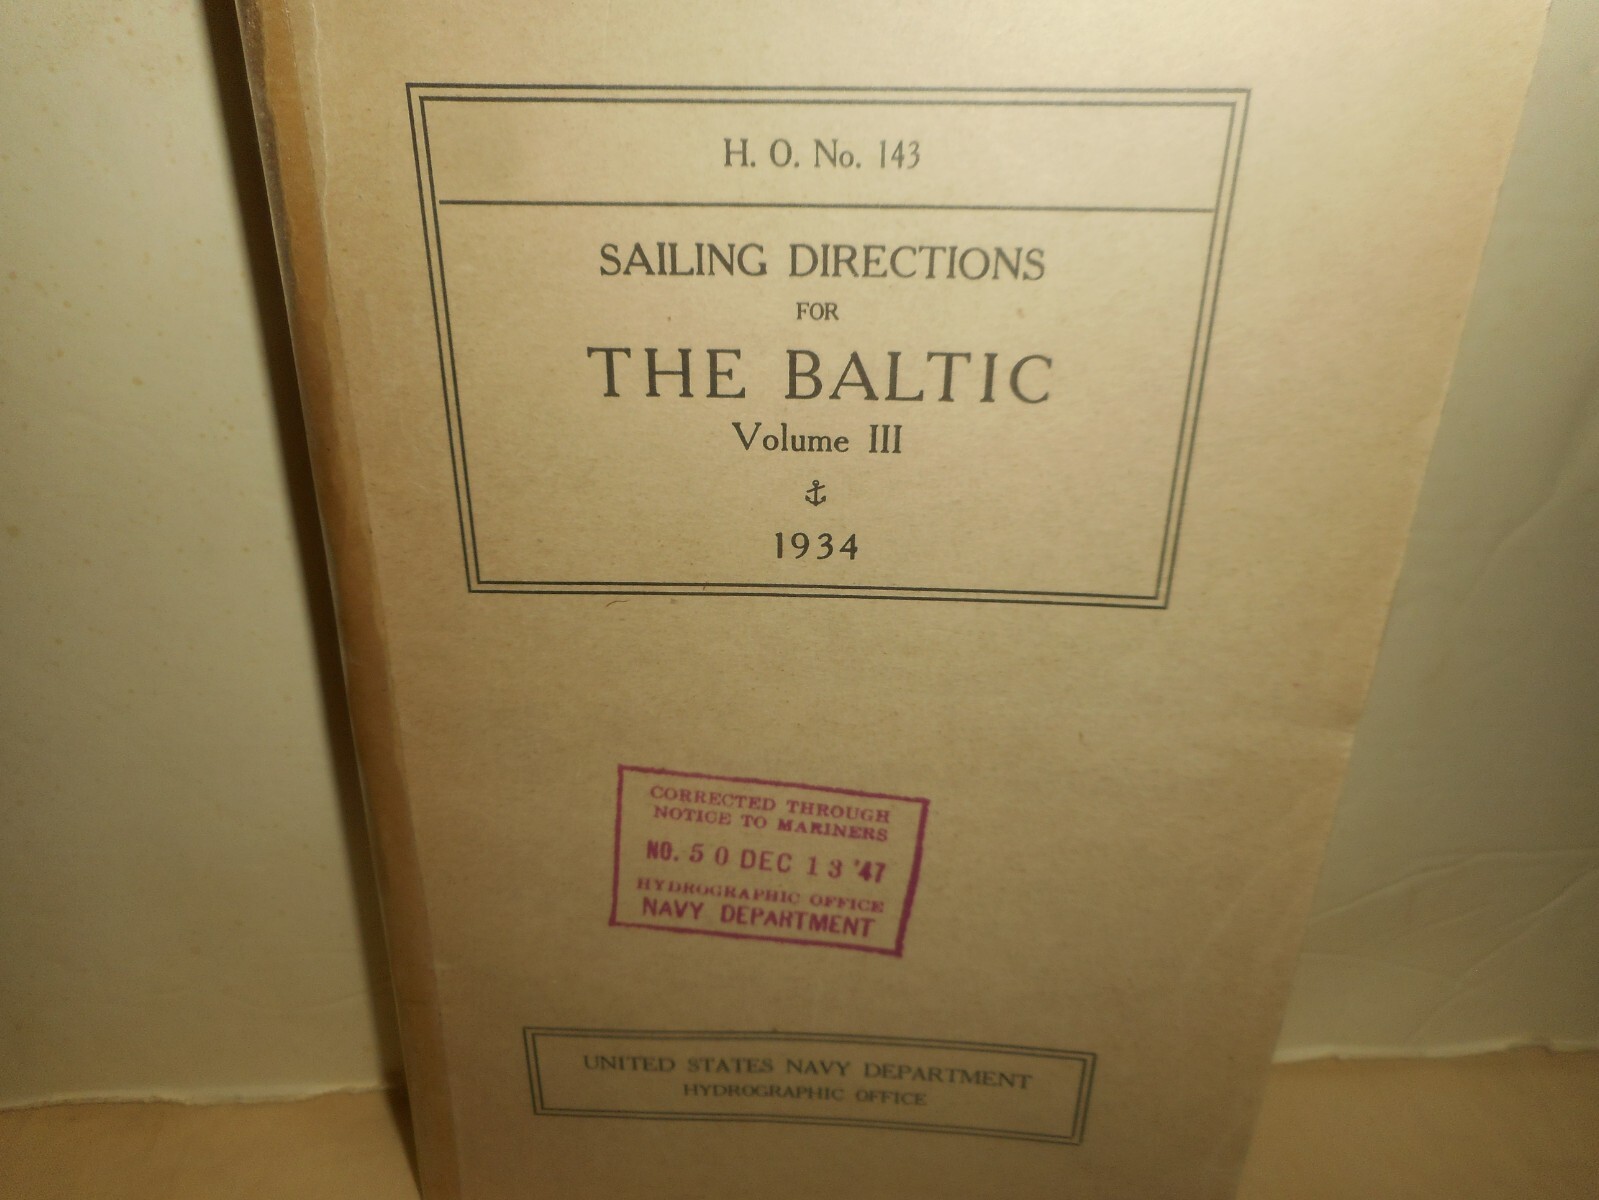 H. O. No. 143
SAILING DIRECTIONS
FOR
THE BALTIC
Volume III
1934
CORRECTED THROUGH
NOTICE TO MARINERS
NO. 50 DEC 13 '47
HYDROGRAPHIC OFFICE
NAVY DEPARTMENT
UNITED STATES NAVY DEPARTMENT
HYDROGRAPHIC OFFICE